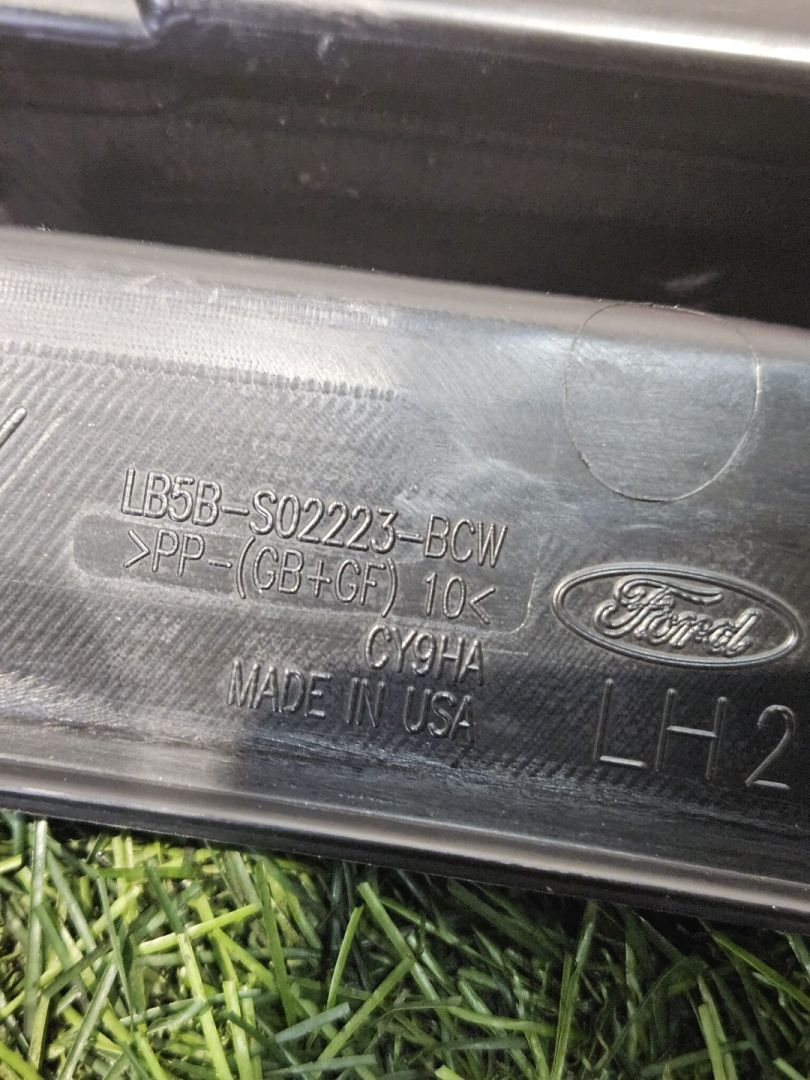 LB5B-S02223-BCW
>PP-(GB+GF) 10<
CY9HA
MADE IN USA
Ford
LH2